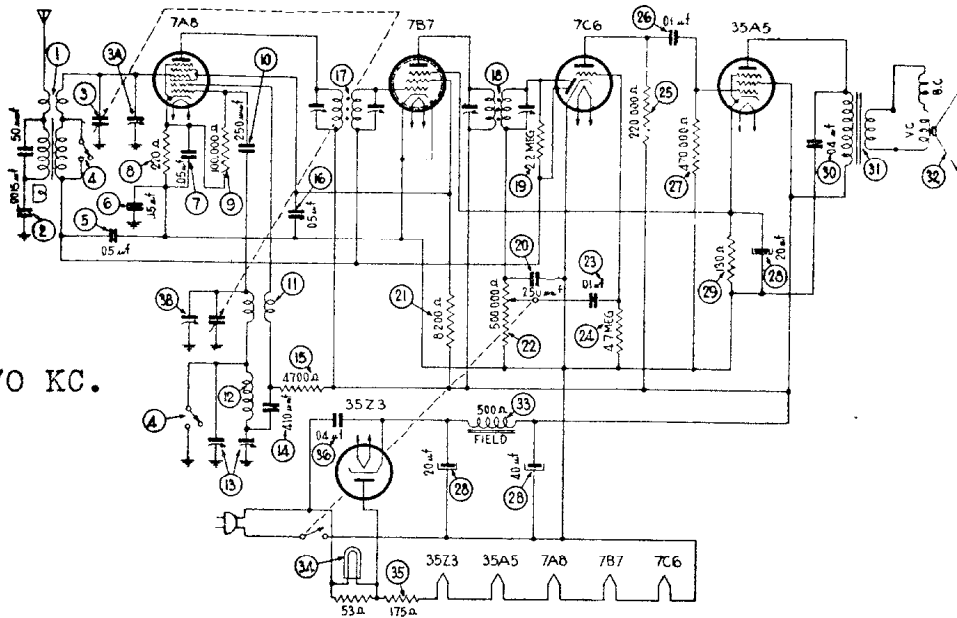 7A8
7B7
7C6
35A5
1
3A
3
10
17
18
26
.01 µf
25
50 µµf
250 µµf
220 000 Ω
V.C.
B.C.
4
8
220 Ω
7
.05 µf
100,000 Ω
9
16
.05 µf
19
2.2 MEG
27
470 000 Ω
.04 µf
30
31
32
.0015 µf
2
6
5
.05 µf
20
250 µµf
23
.01 µf
29
130 Ω
28
20 µf
3B
11
21
8200 Ω
500 000 Ω
22
24
4.7 MEG
70 KC.
15
4700 Ω
12
4
13
14
410 µµf
35Z3
.04 µf
36
500 Ω
33
FIELD
20 µf
28
40 µf
28
34
35
53 Ω
175 Ω
35Z3
35A5
7A8
7B7
7C6